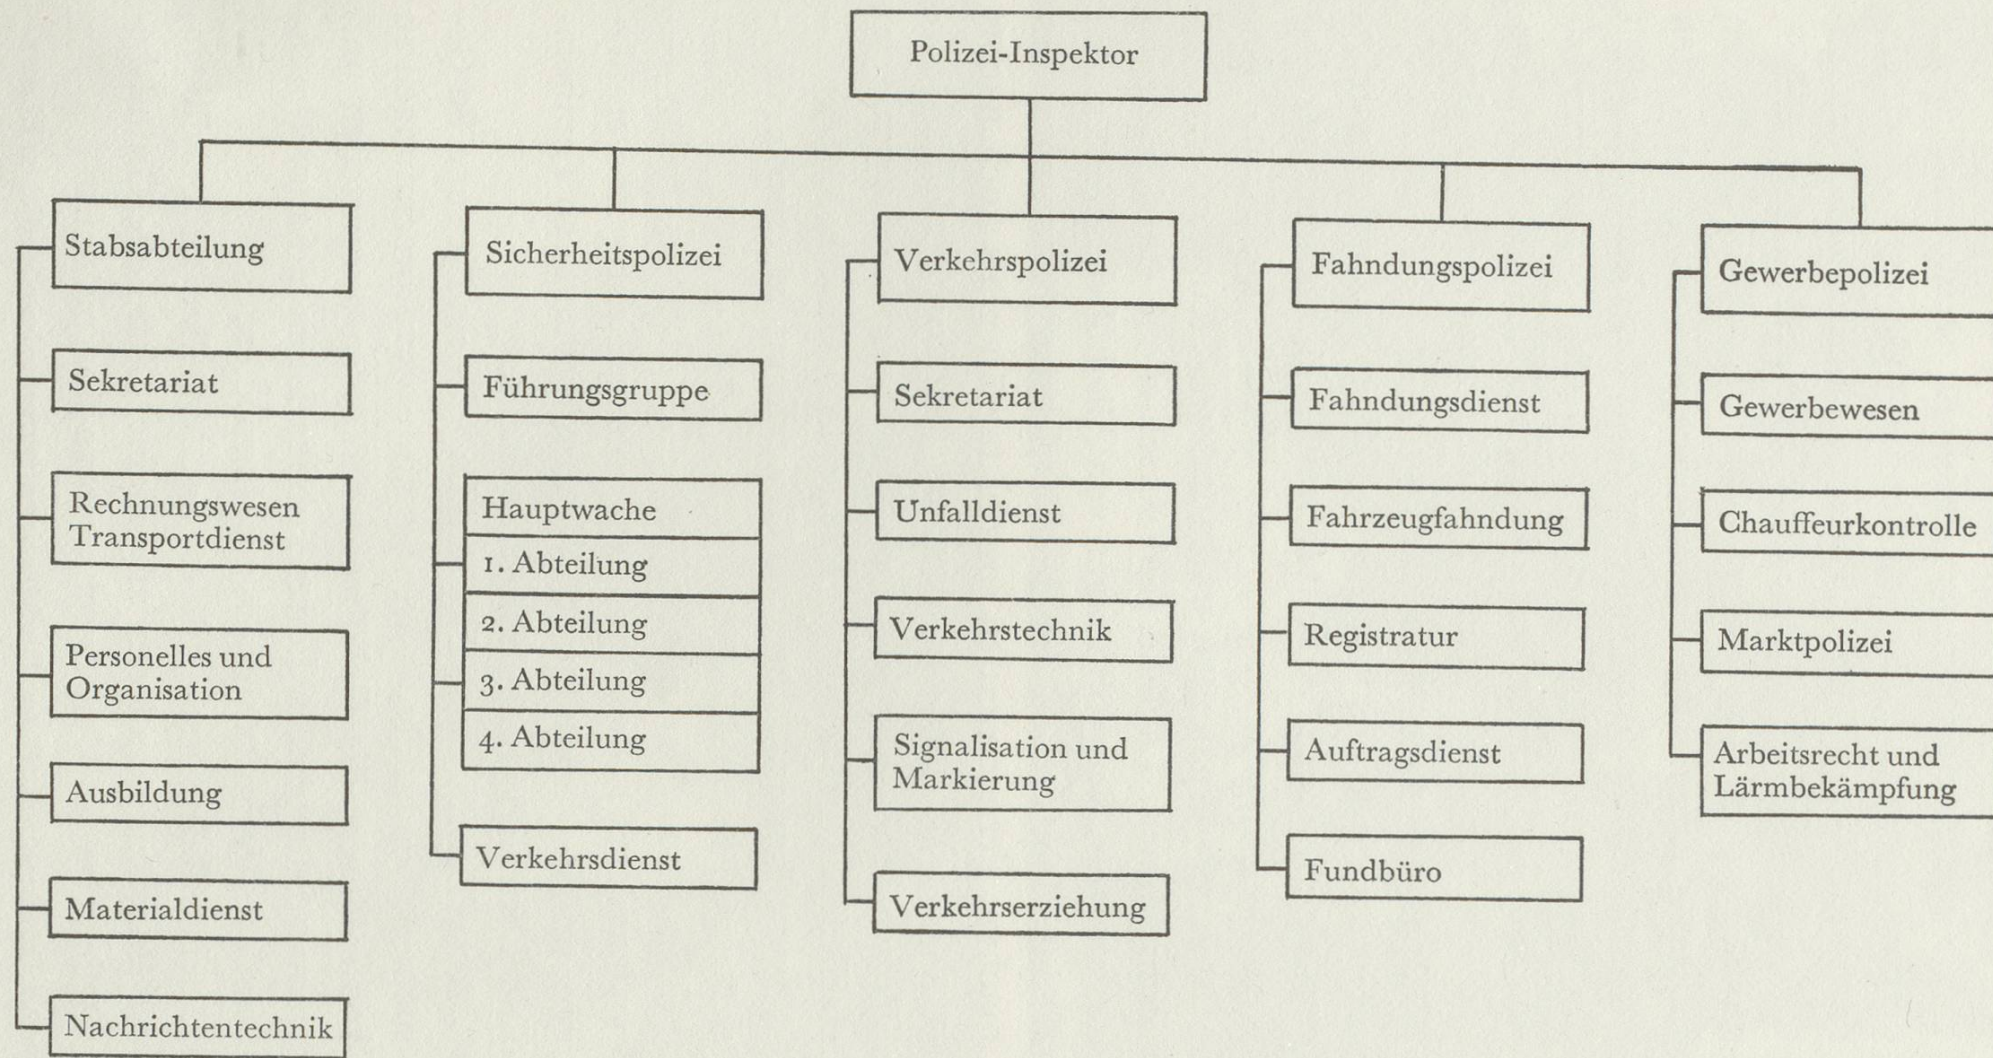 Polizei-Inspektor
Stabsabteilung
Sekretariat
Rechnungswesen
Transportdienst
Personelles und
Organisation
Ausbildung
Materialdienst
Nachrichtentechnik
Sicherheitspolizei
Führungsgruppe
Hauptwache
1. Abteilung
2. Abteilung
3. Abteilung
4. Abteilung
Verkehrsdienst
Verkehrspolizei
Sekretariat
Unfalldienst
Verkehrstechnik
Signalisation und
Markierung
Verkehrserziehung
Fahndungspolizei
Fahndungsdienst
Fahrzeugfahndung
Registratur
Auftragsdienst
Fundbüro
Gewerbepolizei
Gewerbewesen
Chauffeurkontrolle
Marktpolizei
Arbeitsrecht und
Lärmbekämpfung